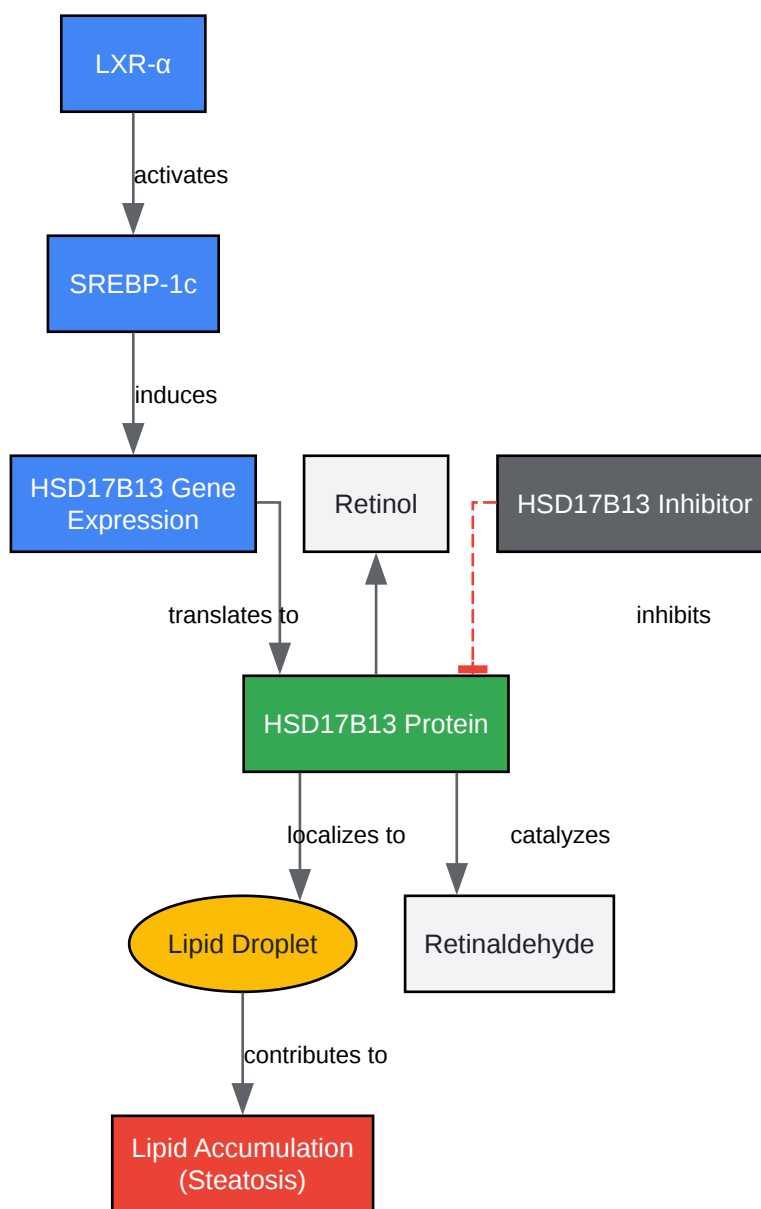 LXR-α
activates
SREBP-1c
induces
HSD17B13 Gene
Expression
Retinol
HSD17B13 Inhibitor
translates to
inhibits
HSD17B13 Protein
localizes to
catalyzes
Lipid Droplet
Retinaldehyde
contributes to
Lipid Accumulation
(Steatosis)